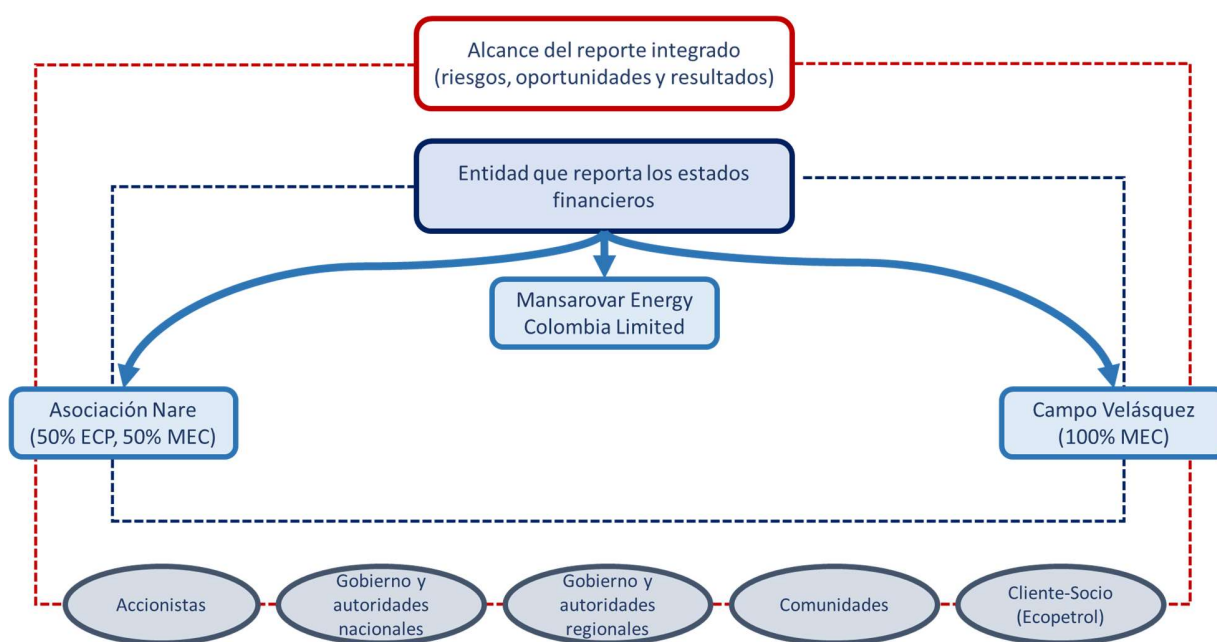 Alcance del reporte integrado
(riesgos, oportunidades y resultados)
Entidad que reporta los estados
financieros
Mansarovar Energy
Colombia Limited
Asociación Nare
(50% ECP, 50% MEC)
Campo Velásquez
(100% MEC)
Accionistas
Gobierno y
autoridades
nacionales
Gobierno y
autoridades
regionales
Comunidades
Cliente-Socio
(Ecopetrol)